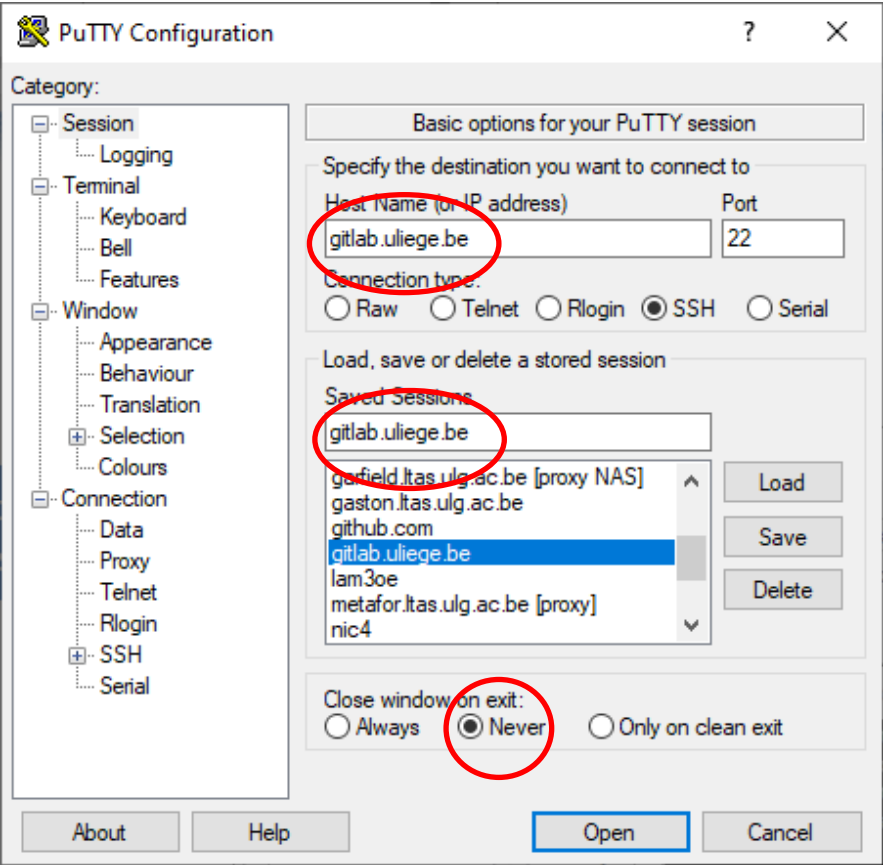 PuTTY Configuration ? ×
Category:
Session
Logging
Terminal
Keyboard
Bell
Features
Window
Appearance
Behaviour
Translation
Selection
Colours
Connection
Data
Proxy
Telnet
Rlogin
SSH
Serial
Basic options for your PuTTY session
Specify the destination you want to connect to
Host Name (or IP address) Port
gitlab.uliege.be 22
Connection type:
Raw Telnet Rlogin SSH Serial
Load, save or delete a stored session
Saved Sessions
gitlab.uliege.be
garfield.ltas.ulg.ac.be [proxy NAS]
gaston.ltas.ulg.ac.be
github.com
gitlab.uliege.be
lam3oe
metafor.ltas.ulg.ac.be [proxy]
nic4
Load
Save
Delete
Close window on exit:
Always Never Only on clean exit
About Help Open Cancel